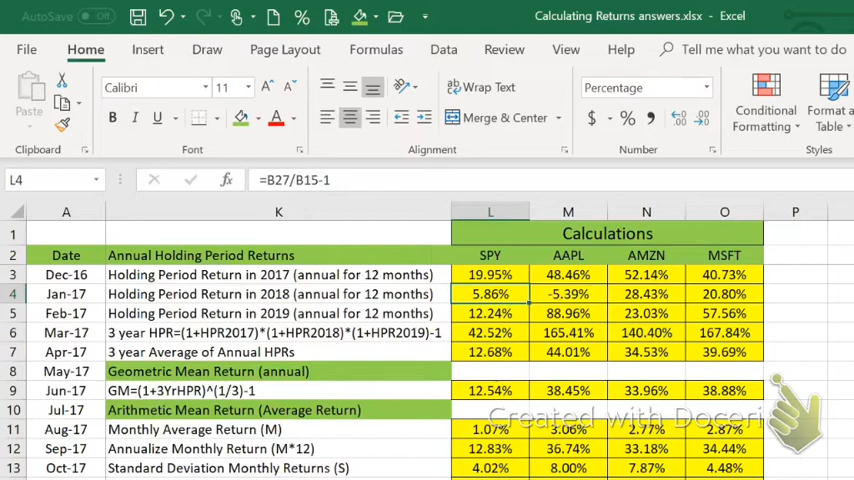 AutoSave Off Calculating Returns answers.xlsx - Excel
File Home Insert Draw Page Layout Formulas Data Review View Help Tell me what you want to
Paste Calibri 11 A A Wrap Text Percentage Conditional Format a
B I U A Merge & Center $ % Formatting Table
Clipboard Font Alignment Number Styles
L4 fx =B27/B15-1
A K L M N O P
1 Calculations
2 Date Annual Holding Period Returns SPY AAPL AMZN MSFT
3 Dec-16 Holding Period Return in 2017 (annual for 12 months) 19.95% 48.46% 52.14% 40.73%
4 Jan-17 Holding Period Return in 2018 (annual for 12 months) 5.86% -5.39% 28.43% 20.80%
5 Feb-17 Holding Period Return in 2019 (annual for 12 months) 12.24% 88.96% 23.03% 57.56%
6 Mar-17 3 year HPR=(1+HPR2017)*(1+HPR2018)*(1+HPR2019)-1 42.52% 165.41% 140.40% 167.84%
7 Apr-17 3 year Average of Annual HPRs 12.68% 44.01% 34.53% 39.69%
8 May-17 Geometric Mean Return (annual)
9 Jun-17 GM=(1+3YrHPR)^(1/3)-1 12.54% 38.45% 33.96% 38.88%
10 Jul-17 Arithmetic Mean Return (Average Return)
Created with Doceri
11 Aug-17 Monthly Average Return (M) 1.07% 3.06% 2.77% 2.87%
12 Sep-17 Annualize Monthly Return (M*12) 12.83% 36.74% 33.18% 34.44%
13 Oct-17 Standard Deviation Monthly Returns (S) 4.02% 8.00% 7.87% 4.48%